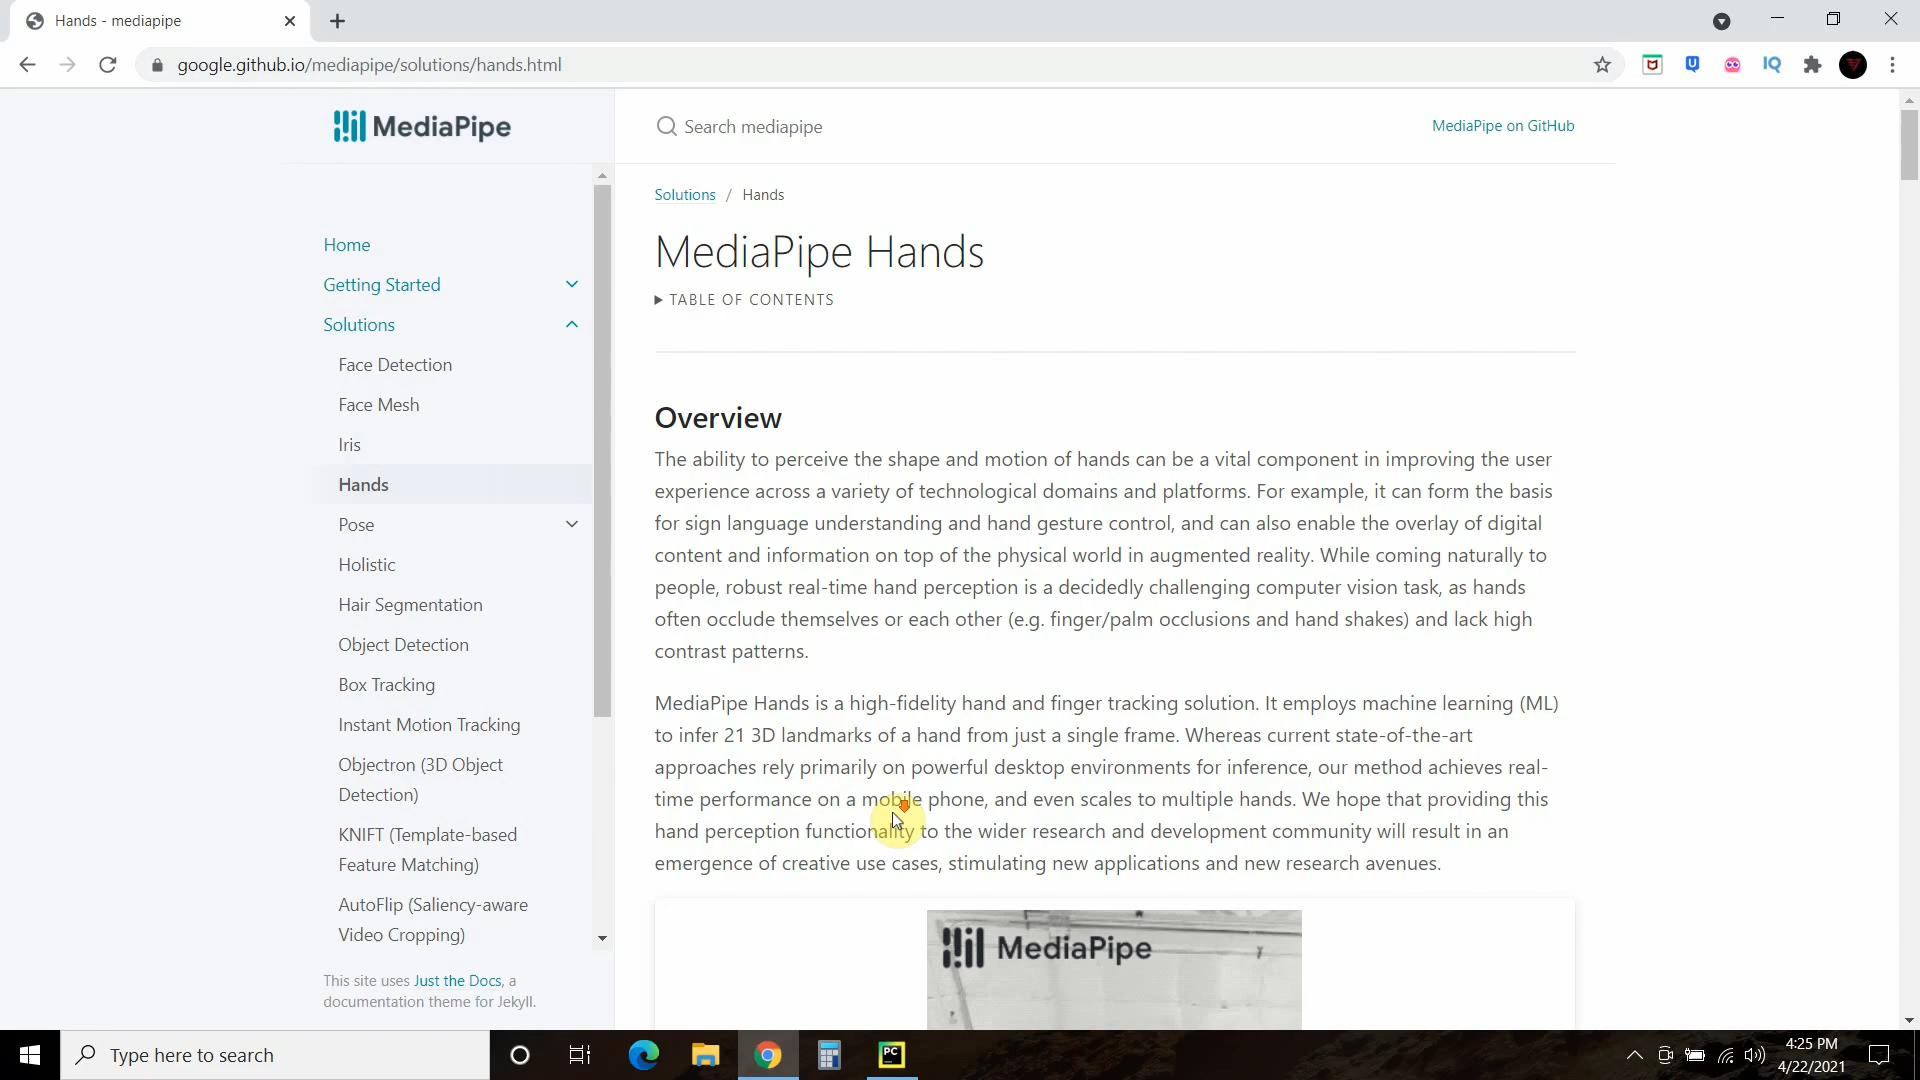 Hands - mediapipe
google.github.io/mediapipe/solutions/hands.html
IQ
MediaPipe
Search mediapipe
MediaPipe on GitHub
Home
Getting Started
Solutions
Face Detection
Face Mesh
Iris
Hands
Pose
Holistic
Hair Segmentation
Object Detection
Box Tracking
Instant Motion Tracking
Objectron (3D Object
Detection)
KNIFT (Template-based
Feature Matching)
AutoFlip (Saliency-aware
Video Cropping)
This site uses Just the Docs, a
documentation theme for Jekyll.
Solutions / Hands
MediaPipe Hands
TABLE OF CONTENTS
Overview
The ability to perceive the shape and motion of hands can be a vital component in improving the user
experience across a variety of technological domains and platforms. For example, it can form the basis
for sign language understanding and hand gesture control, and can also enable the overlay of digital
content and information on top of the physical world in augmented reality. While coming naturally to
people, robust real-time hand perception is a decidedly challenging computer vision task, as hands
often occlude themselves or each other (e.g. finger/palm occlusions and hand shakes) and lack high
contrast patterns.
MediaPipe Hands is a high-fidelity hand and finger tracking solution. It employs machine learning (ML)
to infer 21 3D landmarks of a hand from just a single frame. Whereas current state-of-the-art
approaches rely primarily on powerful desktop environments for inference, our method achieves real-
time performance on a mobile phone, and even scales to multiple hands. We hope that providing this
hand perception functionality to the wider research and development community will result in an
emergence of creative use cases, stimulating new applications and new research avenues.
MediaPipe
Type here to search
PC
4:25 PM
4/22/2021